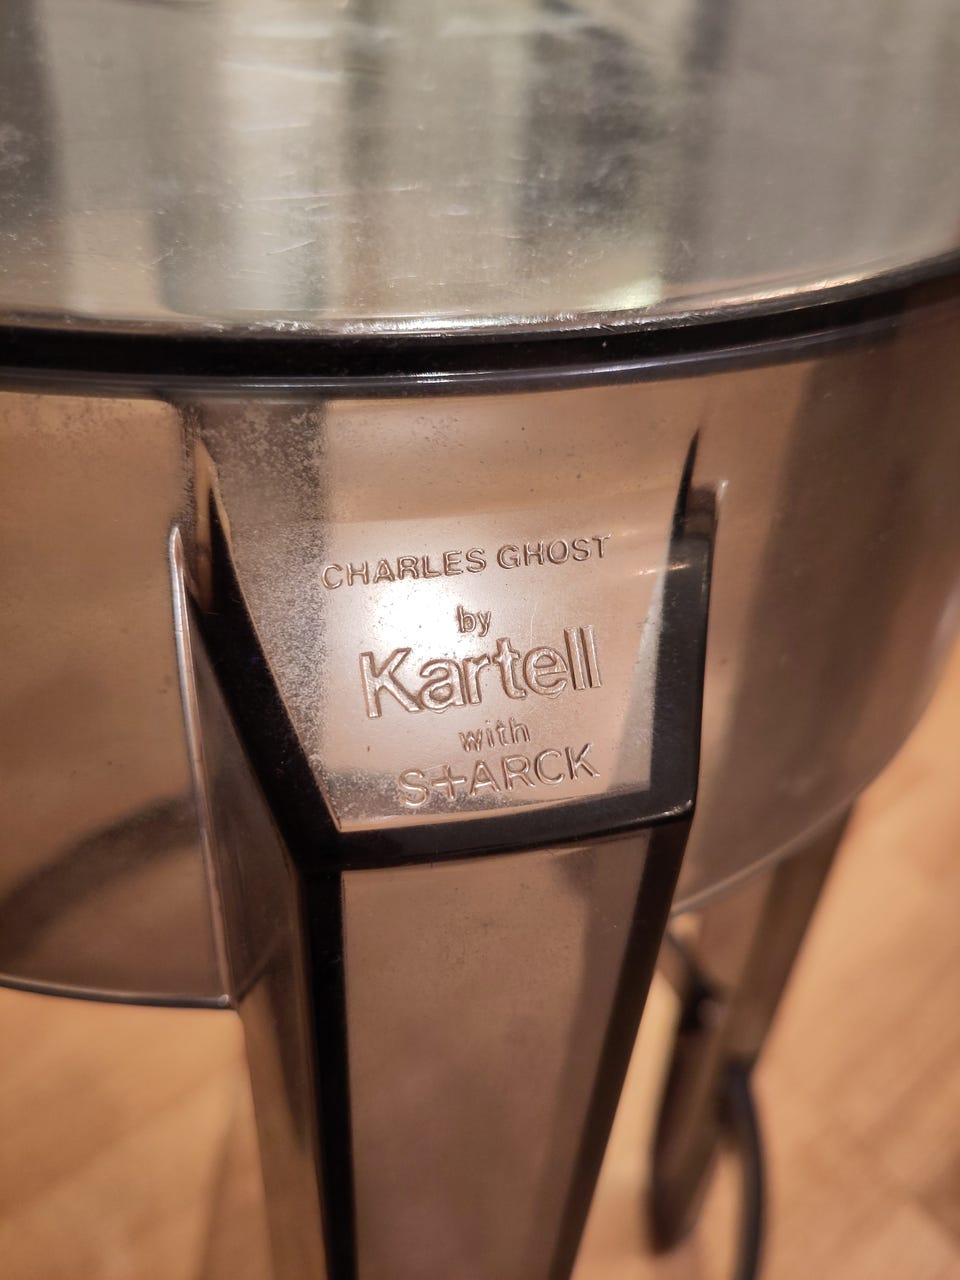 CHARLES GHOST
by
Kartell
with
S+ARCK